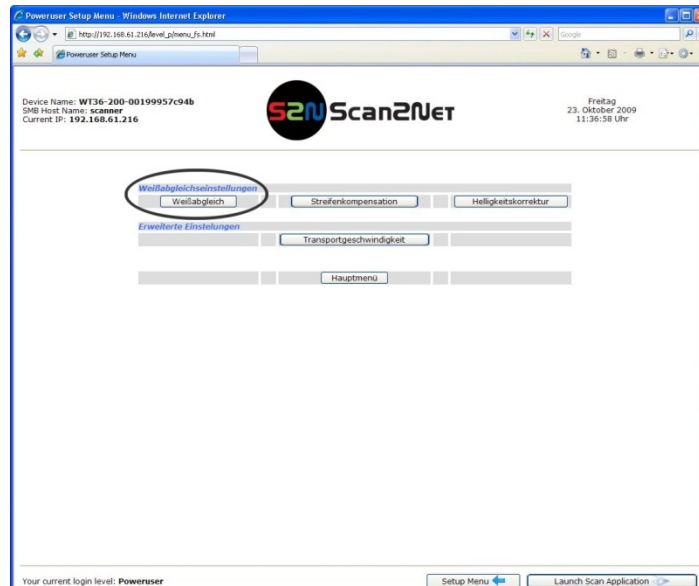 Poweruser Setup Menu - Windows Internet Explorer
http://192.168.61.216/level_p/menu_fs.html
Google
Poweruser Setup Menu
Device Name: WT36-200-00199957c94b
SMB Host Name: scanner
Current IP: 192.168.61.216
S2N Scan2Net
Freitag
23. Oktober 2009
11:36:58 Uhr
Weißabgleichseinstellungen
Weißabgleich Streifenkompensation Helligkeitskorrektur
Erweiterte Einstelungen
Transportgeschwindigkeit
Hauptmenü
Your current login level: Poweruser
Setup Menu Launch Scan Application